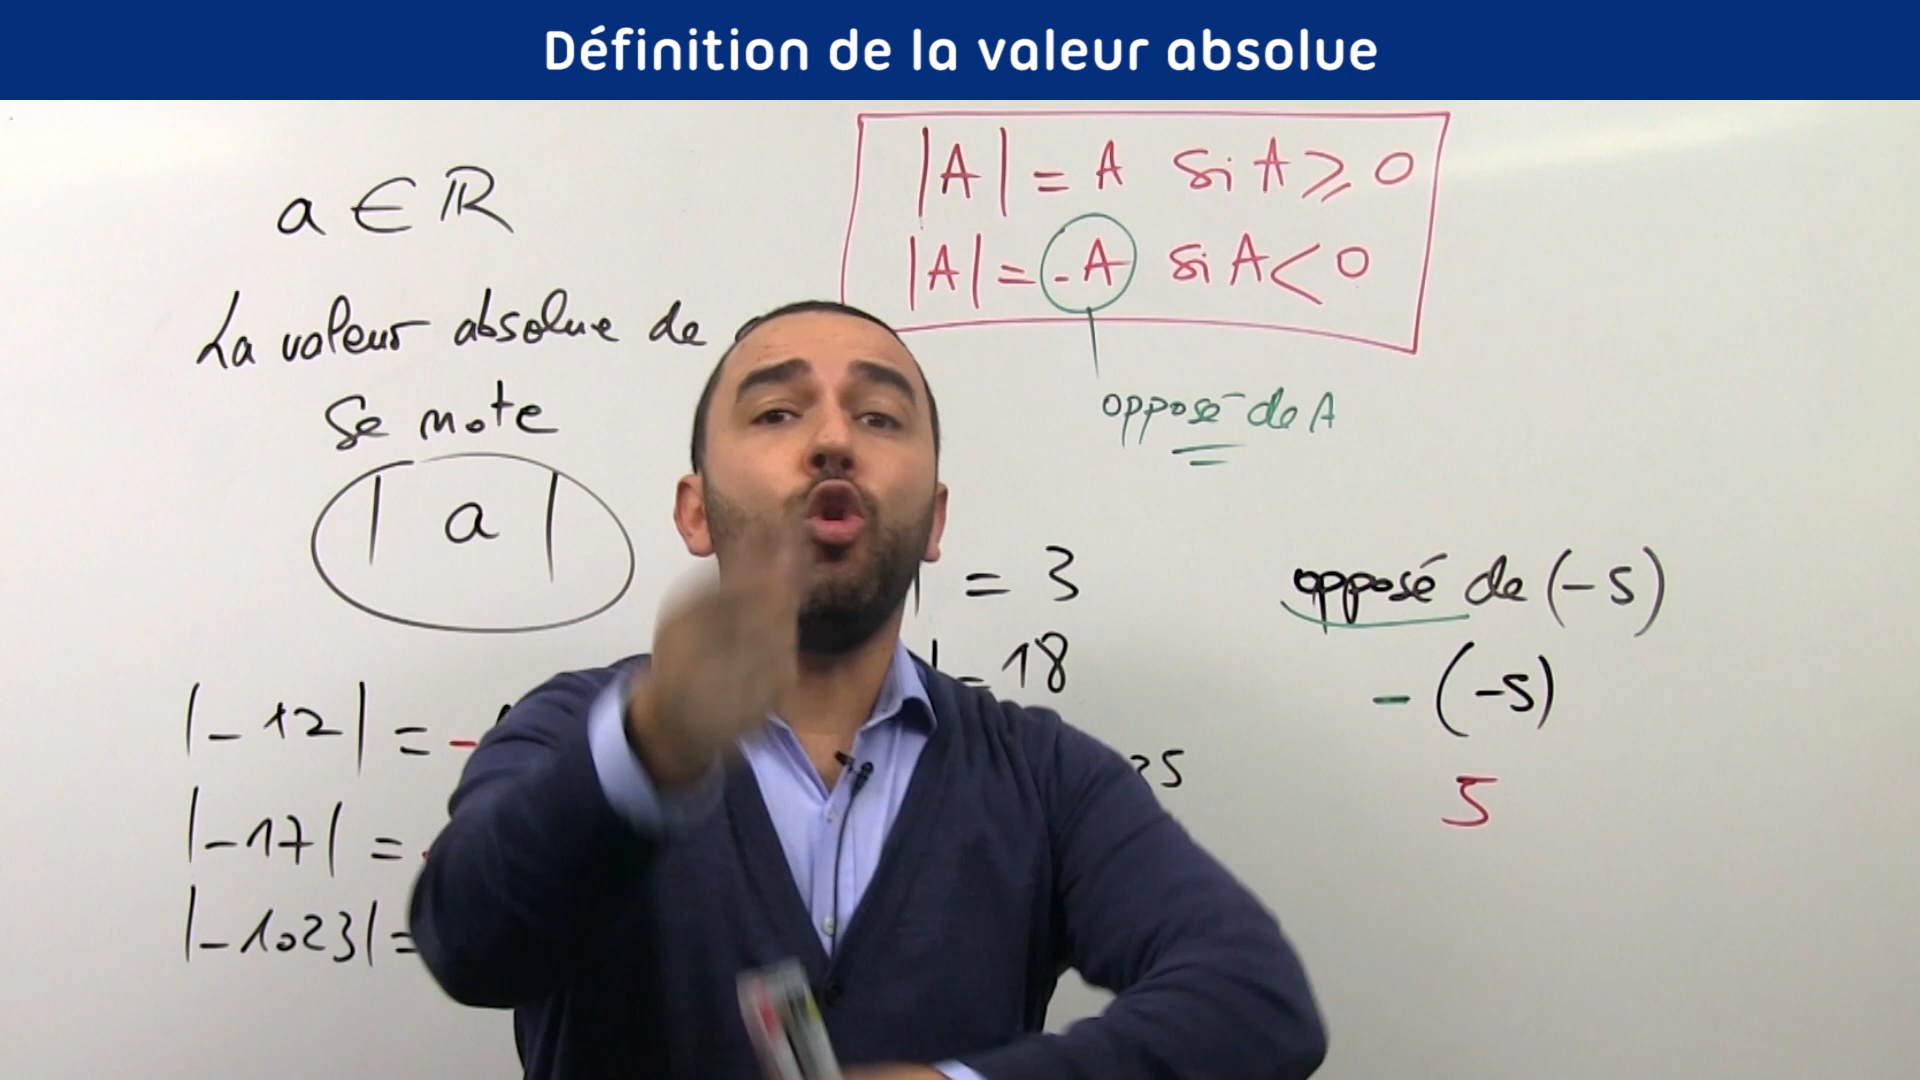 Définition de la valeur absolue
a ∈ ℝ
La valeur absolue de
se note
| a |
|-12| = -
|-17| =
|-1023| =
|A| = A si A ⩾ 0
|A| = -A si A < 0
opposé de A
| = 3
| = 18
25
opposé de (-5)
- (-5)
5